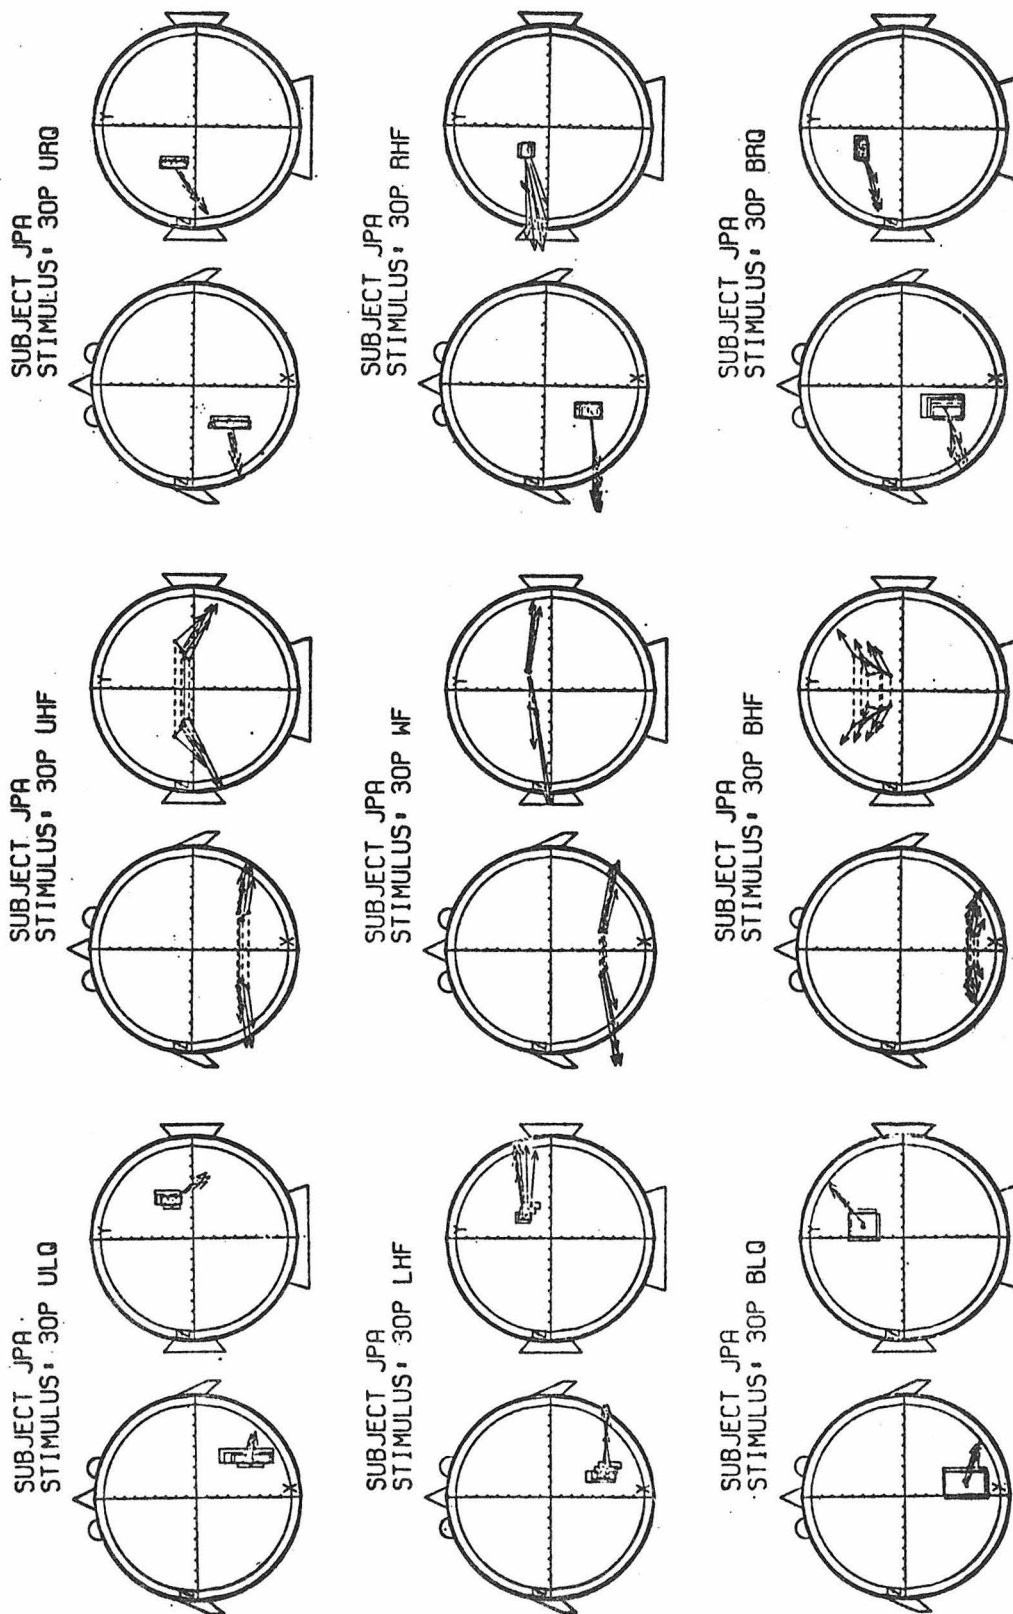 SUBJECT JPA
STIMULUS: 30P ULQ
Z
X
Z
Y
SUBJECT JPA
STIMULUS: 30P UHF
Z
X
Z
Y
SUBJECT JPA
STIMULUS: 30P URQ
Z
X
Z
Y
SUBJECT JPA
STIMULUS: 30P LHF
Z
X
Z
Y
SUBJECT JPA
STIMULUS: 30P WF
Z
X
Z
Y
SUBJECT JPA
STIMULUS: 30P RHF
Z
X
Z
Y
SUBJECT JPA
STIMULUS: 30P BLQ
Z
X
Z
Y
SUBJECT JPA
STIMULUS: 30P BHF
Z
X
Z
Y
SUBJECT JPA
STIMULUS: 30P BRQ
Z
X
Z
Y